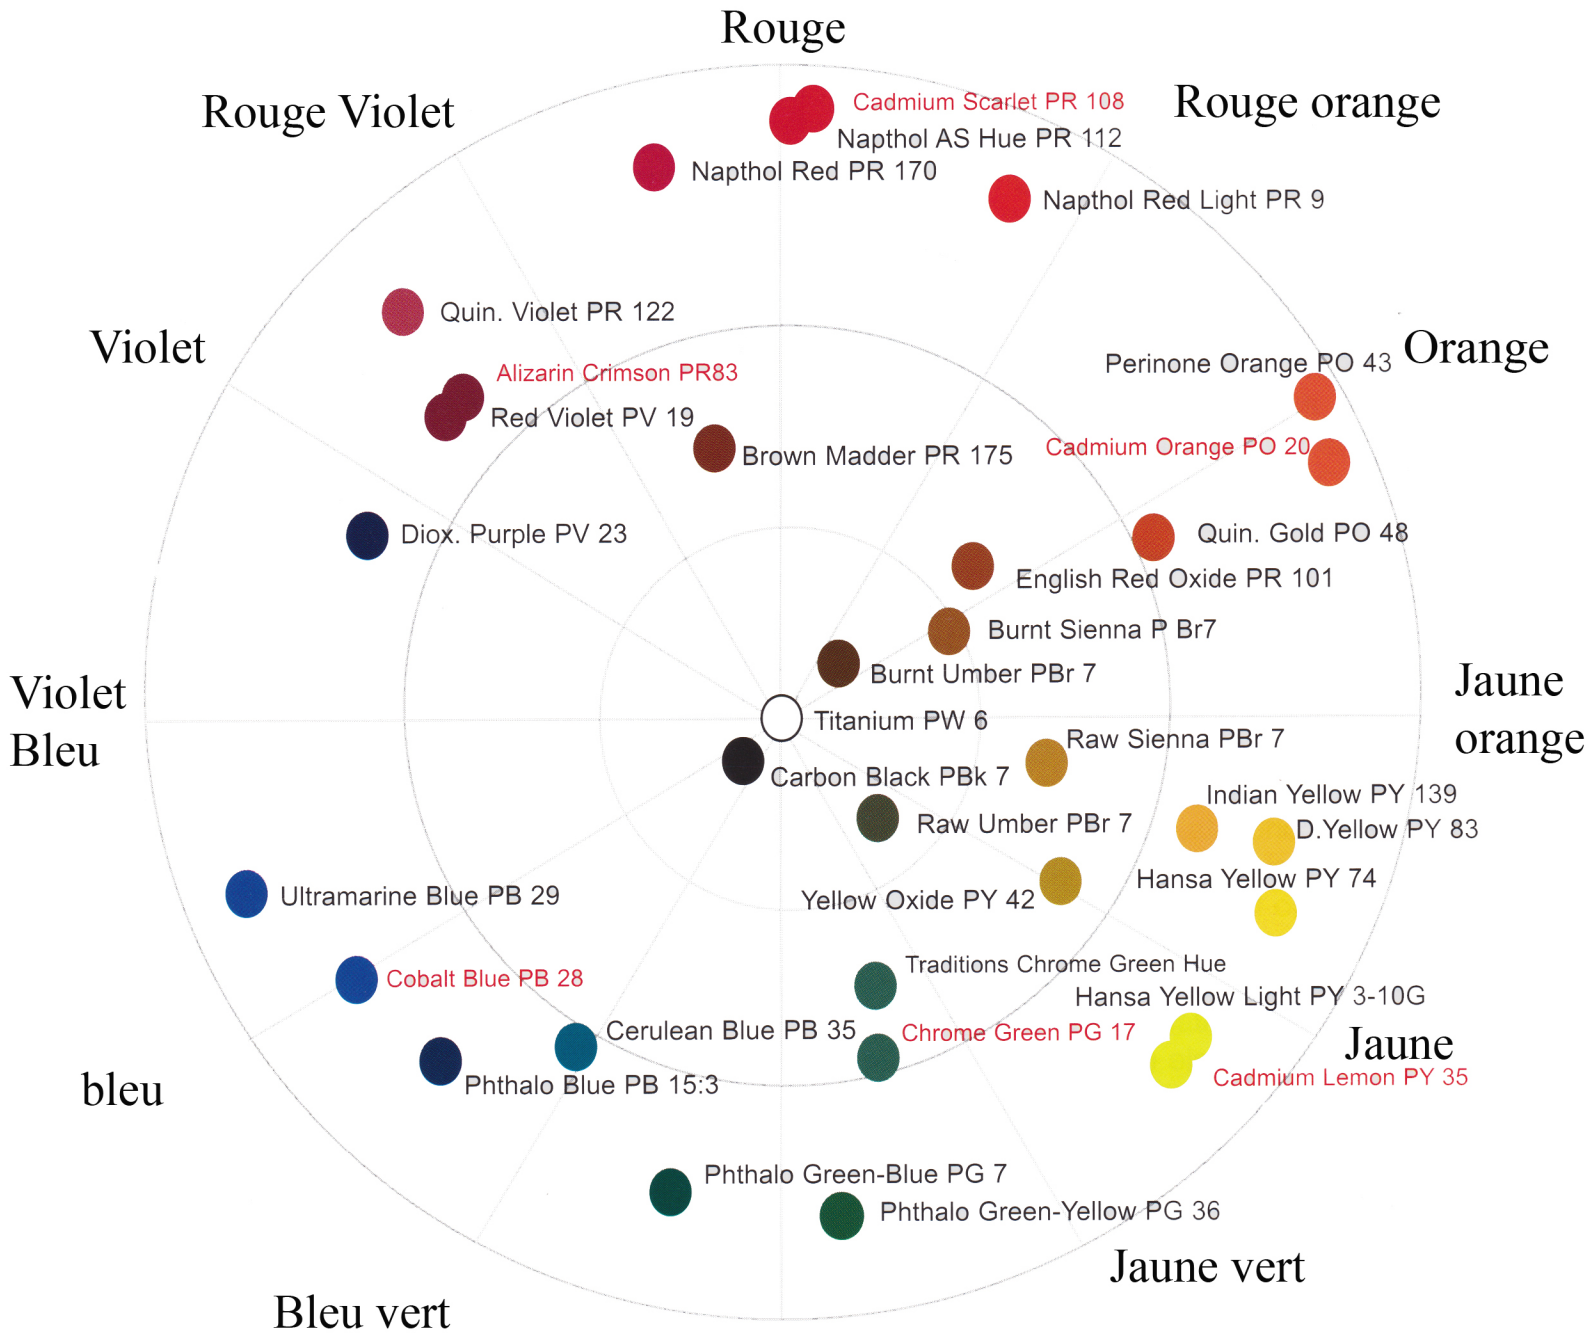 Rouge
Rouge Violet
Cadmium Scarlet PR 108
Rouge orange
Napthol AS Hue PR 112
Napthol Red PR 170
Napthol Red Light PR 9
Quin. Violet PR 122
Violet
Orange
Perinone Orange PO 43
Alizarin Crimson PR83
Red Violet PV 19
Cadmium Orange PO 20
Brown Madder PR 175
Diox. Purple PV 23
Quin. Gold PO 48
English Red Oxide PR 101
Burnt Sienna P Br7
Burnt Umber PBr 7
Violet
Bleu
Jaune
orange
Titanium PW 6
Raw Sienna PBr 7
Carbon Black PBk 7
Indian Yellow PY 139
Raw Umber PBr 7
D.Yellow PY 83
Hansa Yellow PY 74
Ultramarine Blue PB 29
Yellow Oxide PY 42
Traditions Chrome Green Hue
Cobalt Blue PB 28
Hansa Yellow Light PY 3-10G
Cerulean Blue PB 35
Chrome Green PG 17
Jaune
Cadmium Lemon PY 35
bleu
Phthalo Blue PB 15:3
Phthalo Green-Blue PG 7
Phthalo Green-Yellow PG 36
Jaune vert
Bleu vert